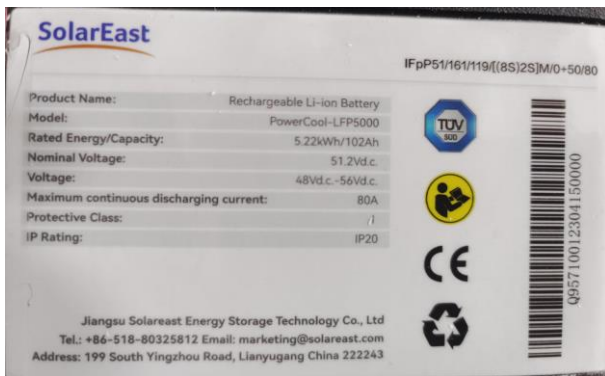 SolarEast
IFpP51/161/119/[(8S)2S]M/0+50/80
Product Name: Rechargeable Li-ion Battery
Model: PowerCool-LFP5000
Rated Energy/Capacity: 5.22kWh/102Ah
Nominal Voltage: 51.2Vd.c.
Voltage: 48Vd.c.-56Vd.c.
Maximum continuous discharging current: 80A
Protective Class: I
IP Rating: IP20
TÜV
SÜD
CE
Q95710012304150000
Jiangsu Solareast Energy Storage Technology Co., Ltd
Tel.: +86-518-80325812 Email: marketing@solareast.com
Address: 199 South Yingzhou Road, Lianyugang China 222243